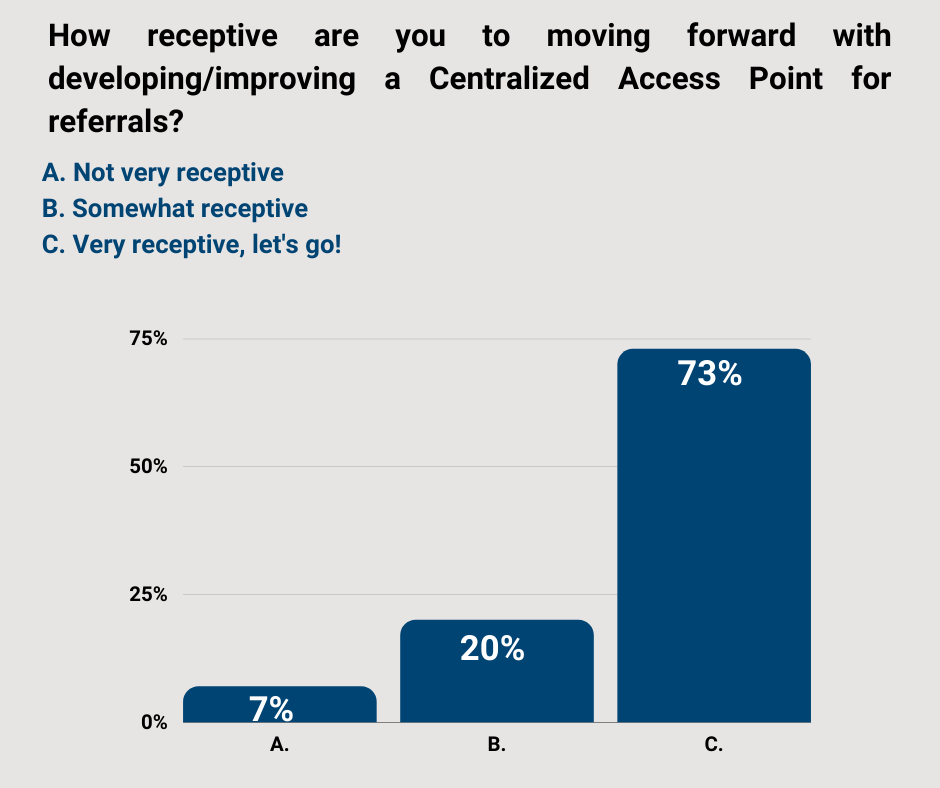 How receptive are you to moving forward with
developing/improving a Centralized Access Point for
referrals?
A. Not very receptive
B. Somewhat receptive
C. Very receptive, let's go!
75%
73%
50%
25%
20%
7%
0%
A.
B.
C.